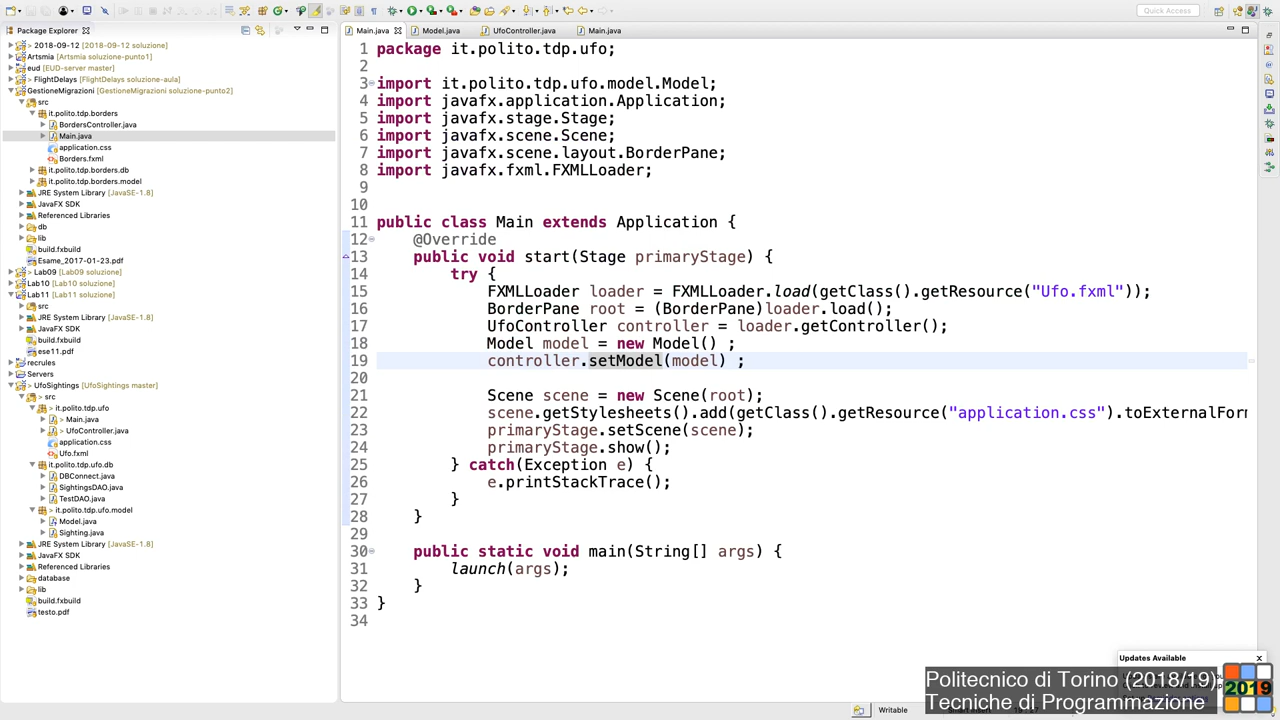 Quick Access
Package Explorer
> 2018-09-12 [2018-09-12 soluzione]
Artsmia [Artsmia soluzione-punto1]
eud [EUD-server master]
> FlightDelays [FlightDelays soluzione-aula]
GestioneMigrazioni [GestioneMigrazioni soluzione-punto2]
src
it.polito.tdp.borders
BordersController.java
Main.java
application.css
Borders.fxml
it.polito.tdp.borders.db
it.polito.tdp.borders.model
JRE System Library [JavaSE-1.8]
JavaFX SDK
Referenced Libraries
db
lib
build.fxbuild
Esame_2017-01-23.pdf
> Lab09 [Lab09 soluzione]
Lab10 [Lab10 soluzione]
Lab11 [Lab11 soluzione]
src
JRE System Library [JavaSE-1.8]
JavaFX SDK
build.fxbuild
ese11.pdf
recrules
Servers
> UfoSightings [UfoSightings master]
> src
> it.polito.tdp.ufo
> Main.java
> UfoController.java
application.css
Ufo.fxml
it.polito.tdp.ufo.db
DBConnect.java
SightingsDAO.java
TestDAO.java
> it.polito.tdp.ufo.model
Model.java
Sighting.java
JRE System Library [JavaSE-1.8]
JavaFX SDK
Referenced Libraries
database
lib
build.fxbuild
testo.pdf
Main.java Model.java UfoController.java Main.java
1 package it.polito.tdp.ufo;
2
3 import it.polito.tdp.ufo.model.Model;
4 import javafx.application.Application;
5 import javafx.stage.Stage;
6 import javafx.scene.Scene;
7 import javafx.scene.layout.BorderPane;
8 import javafx.fxml.FXMLLoader;
9
10
11 public class Main extends Application {
12 @Override
13 public void start(Stage primaryStage) {
14 try {
15 FXMLLoader loader = FXMLLoader.load(getClass().getResource("Ufo.fxml"));
16 BorderPane root = (BorderPane)loader.load();
17 UfoController controller = loader.getController();
18 Model model = new Model() ;
19 controller.setModel(model) ;
20
21 Scene scene = new Scene(root);
22 scene.getStylesheets().add(getClass().getResource("application.css").toExternalForm
23 primaryStage.setScene(scene);
24 primaryStage.show();
25 } catch(Exception e) {
26 e.printStackTrace();
27 }
28 }
29
30 public static void main(String[] args) {
31 launch(args);
32 }
33 }
34
Updates Available
Politecnico di Torino (2018/19)
Tecniche di Programmazione
2019
Writable